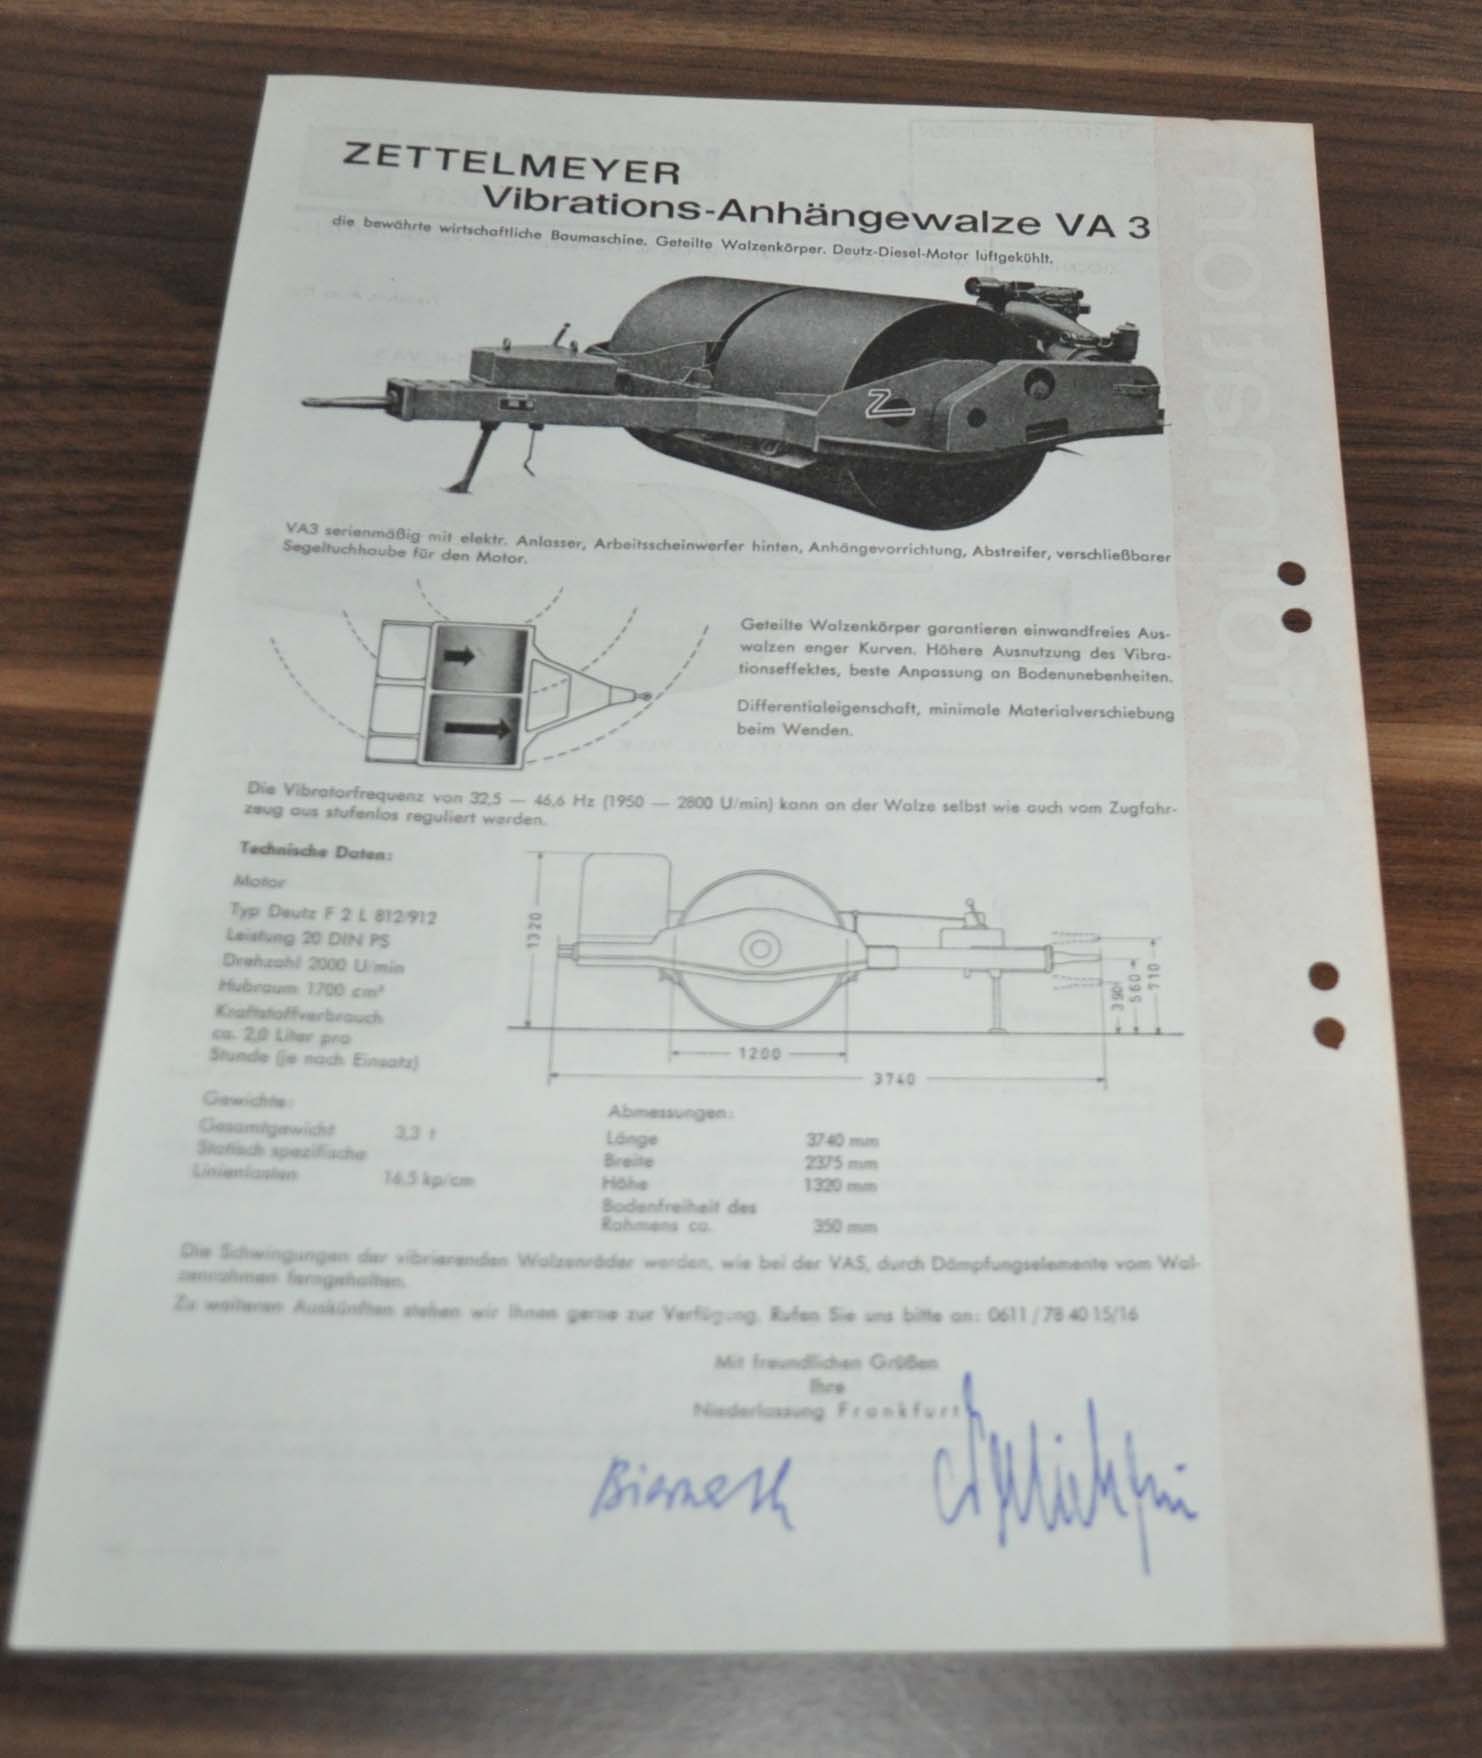 ZETTELMEYER
Vibrations-Anhängewalze VA 3
die bewährte wirtschaftliche Baumaschine. Geteilte Walzenkörper. Deutz-Diesel-Motor luftgekühlt.
Z
VA3 serienmäßig mit elektr. Anlasser, Arbeitsscheinwerfer hinten, Anhängevorrichtung, Abstreifer, verschließbarer
Segeltuchhaube für den Motor.
Geteilte Walzenkörper garantieren einwandfreies Aus-
walzen enger Kurven. Höhere Ausnutzung des Vibra-
tionseffektes, beste Anpassung an Bodenunebenheiten.
Differentialeigenschaft, minimale Materialverschiebung
beim Wenden.
Die Vibratorfrequenz von 32,5 — 46,6 Hz (1950 — 2800 U/min) kann an der Walze selbst wie auch vom Zugfahr-
zeug aus stufenlos reguliert werden.
Technische Daten:
Motor
Typ Deutz F 2 L 812/912
Leistung 20 DIN PS
Drehzahl 2000 U/min
Hubraum 1700 cm³
Kraftstoffverbrauch
ca. 2,0 Liter pro
Stunde (je nach Einsatz)
1320
390
560
710
1200
3740
Gewichte:
Gesamtgewicht 3,3 t
Statisch spezifische
Linienlasten 16,5 kp/cm
Abmessungen:
Länge 3740 mm
Breite 2375 mm
Höhe 1320 mm
Bodenfreiheit des
Rahmens ca. 350 mm
Die Schwingungen der vibrierenden Walzenräder werden, wie bei der VAS, durch Dämpfungselemente vom Wal-
zenrahmen ferngehalten.
Zu weiteren Auskünften stehen wir Ihnen gerne zur Verfügung. Rufen Sie uns bitte an: 0611 / 78 40 15/16
Mit freundlichen Grüßen
Ihre
Niederlassung Frankfurt